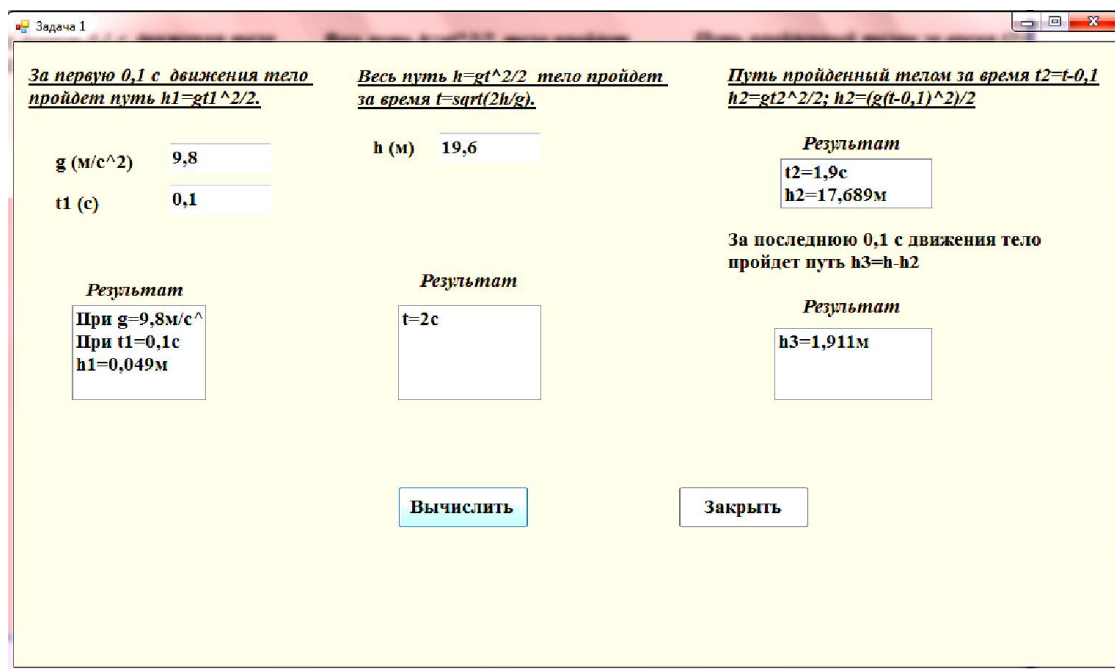 Задача 1
За первую 0,1 с движения тело
пройдет путь h1=gt1^2/2.
g (м/с^2) 9,8
t1 (с) 0,1
Результат
При g=9,8м/с^
При t1=0,1с
h1=0,049м
Весь путь h=gt^2/2 тело пройдет
за время t=sqrt(2h/g).
h (м) 19,6
Результат
t=2с
Путь пройденный телом за время t2=t-0,1
h2=gt2^2/2; h2=(g(t-0,1)^2)/2
Результат
t2=1,9с
h2=17,689м
За последнюю 0,1 с движения тело
пройдет путь h3=h-h2
Результат
h3=1,911м
Вычислить
Закрыть